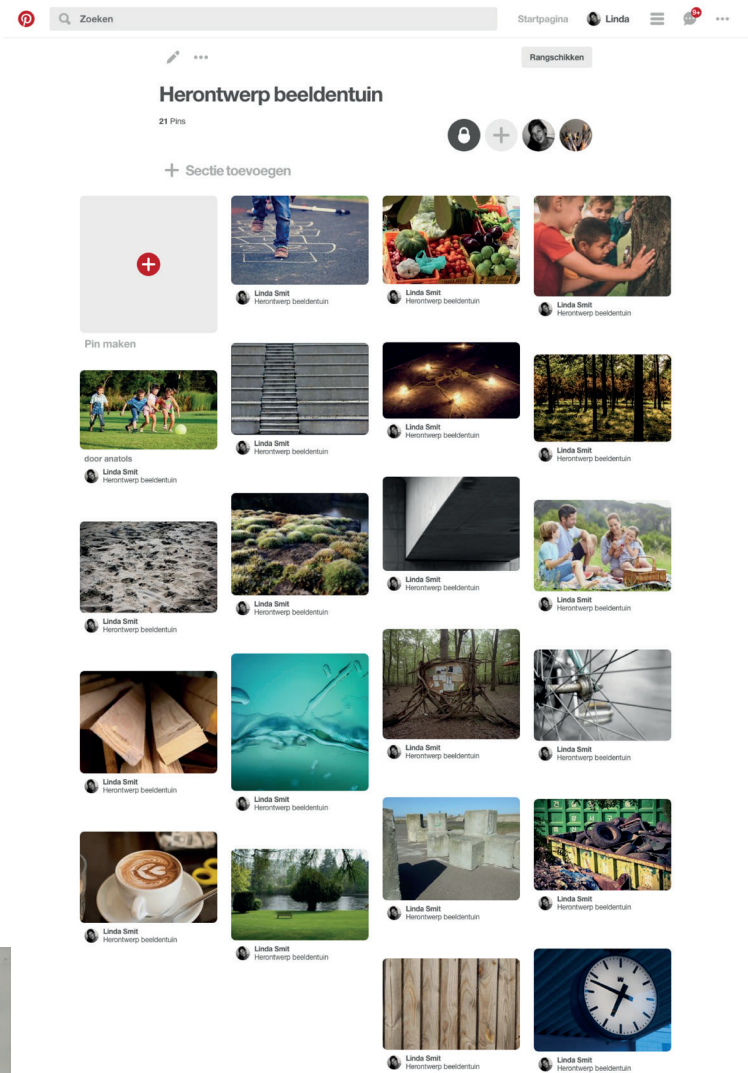 Zoeken
Startpagina
Linda
9+
Rangschikken
Herontwerp beeldentuin
21 Pins
Sectie toevoegen
Pin maken
Linda Smit
Herontwerp beeldentuin
Linda Smit
Herontwerp beeldentuin
Linda Smit
Herontwerp beeldentuin
door anatols
Linda Smit
Herontwerp beeldentuin
Linda Smit
Herontwerp beeldentuin
Linda Smit
Herontwerp beeldentuin
Linda Smit
Herontwerp beeldentuin
Linda Smit
Herontwerp beeldentuin
Linda Smit
Herontwerp beeldentuin
Linda Smit
Herontwerp beeldentuin
Linda Smit
Herontwerp beeldentuin
Linda Smit
Herontwerp beeldentuin
Linda Smit
Herontwerp beeldentuin
Linda Smit
Herontwerp beeldentuin
Linda Smit
Herontwerp beeldentuin
Linda Smit
Herontwerp beeldentuin
Linda Smit
Herontwerp beeldentuin
Linda Smit
Herontwerp beeldentuin
Linda Smit
Herontwerp beeldentuin
Linda Smit
Herontwerp beeldentuin
W
Linda Smit
Herontwerp beeldentuin